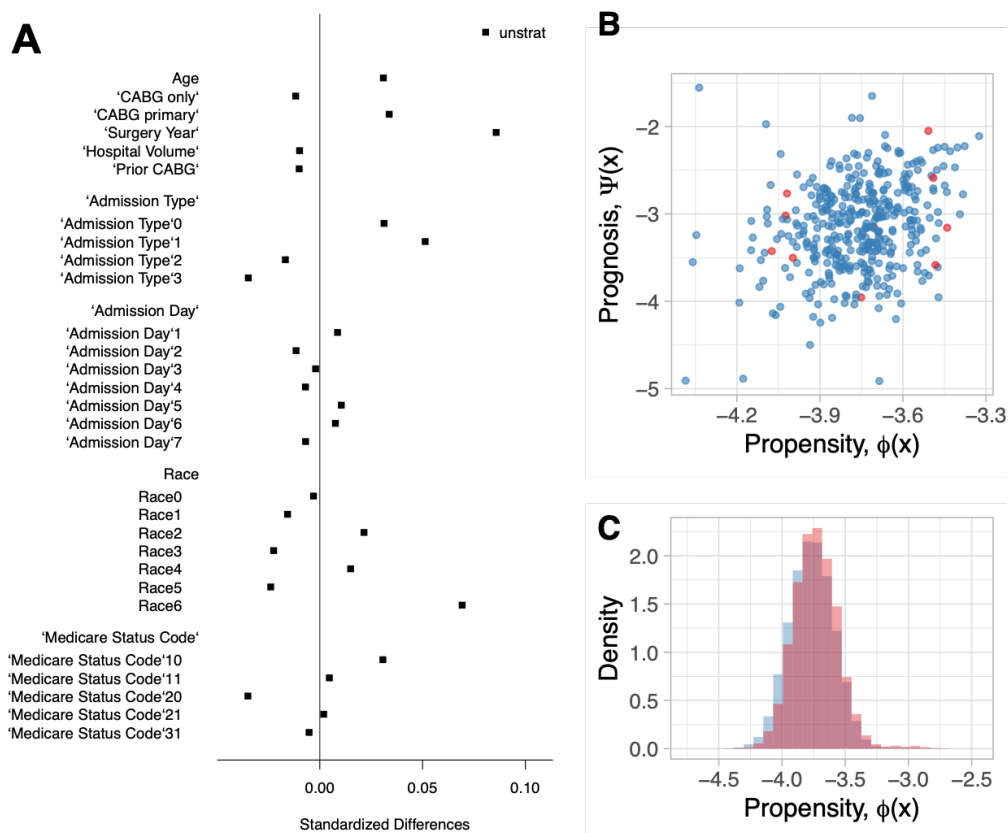 A
unstrat
Age
‘CABG only‘
‘CABG primary‘
‘Surgery Year‘
‘Hospital Volume‘
‘Prior CABG‘
‘Admission Type‘
‘Admission Type‘0
‘Admission Type‘1
‘Admission Type‘2
‘Admission Type‘3
‘Admission Day‘
‘Admission Day‘1
‘Admission Day‘2
‘Admission Day‘3
‘Admission Day‘4
‘Admission Day‘5
‘Admission Day‘6
‘Admission Day‘7
Race
Race0
Race1
Race2
Race3
Race4
Race5
Race6
‘Medicare Status Code‘
‘Medicare Status Code‘10
‘Medicare Status Code‘11
‘Medicare Status Code‘20
‘Medicare Status Code‘21
‘Medicare Status Code‘31
0.00 0.05 0.10
Standardized Differences
B
Prognosis, Ψ(x)
−2
−3
−4
−5
−4.2 −3.9 −3.6 −3.3
Propensity, ϕ(x)
C
Density
2.0
1.5
1.0
0.5
0.0
−4.5 −4.0 −3.5 −3.0 −2.5
Propensity, ϕ(x)